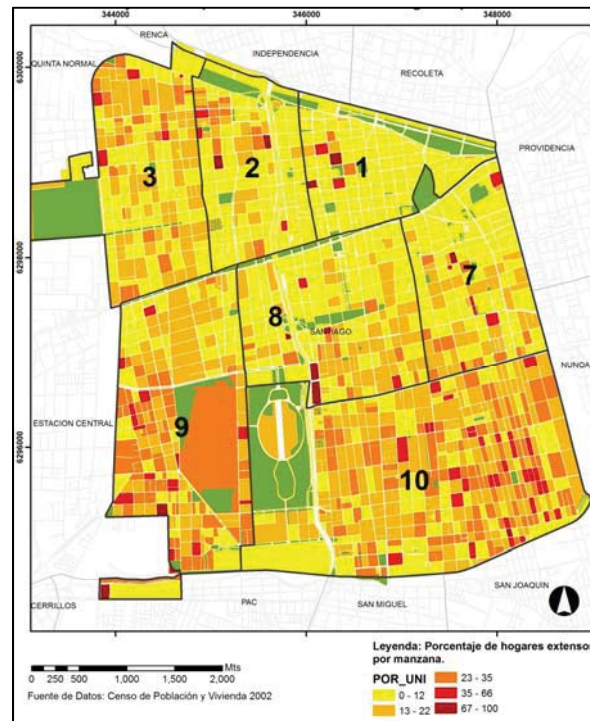 344000 346000 348000
RENCA
INDEPENDENCIA
6300000
QUINTA NORMAL
RECOLETA
PROVIDENCIA
3
2
1
6298000
7
8
SANTIAGO
ÑUÑOA
ESTACION CENTRAL
9
6296000
10
SAN JOAQUIN
CERRILLOS
PAC
SAN MIGUEL
Leyenda: Porcentaje de hogares extensos
por manzana.
POR_UNI
0 - 12
13 - 22
23 - 35
35 - 66
67 - 100
Mts
0 250 500 1,000 1,500 2,000
Fuente de Datos: Censo de Población y Vivienda 2002